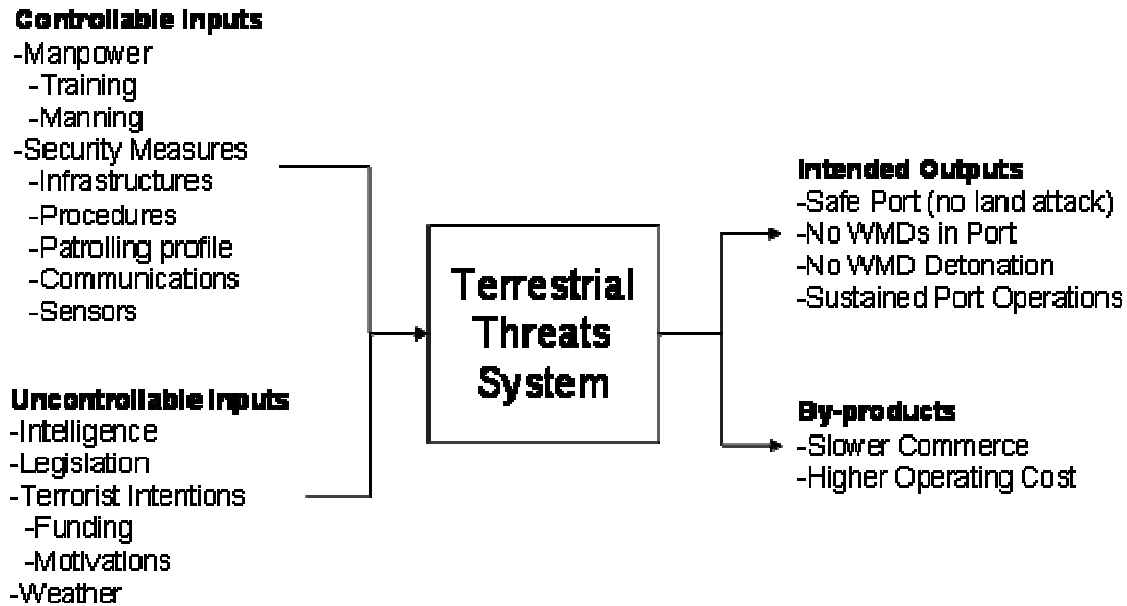 Controllable Inputs
-Manpower
-Training
-Manning
-Security Measures
-Infrastructures
-Procedures
-Patrolling profile
-Communications
-Sensors
Uncontrollable Inputs
-Intelligence
-Legislation
-Terrorist Intentions
-Funding
-Motivations
-Weather
Terrestrial
Threats
System
Intended Outputs
-Safe Port (no land attack)
-No WMDs in Port
-No WMD Detonation
-Sustained Port Operations
By-products
-Slower Commerce
-Higher Operating Cost